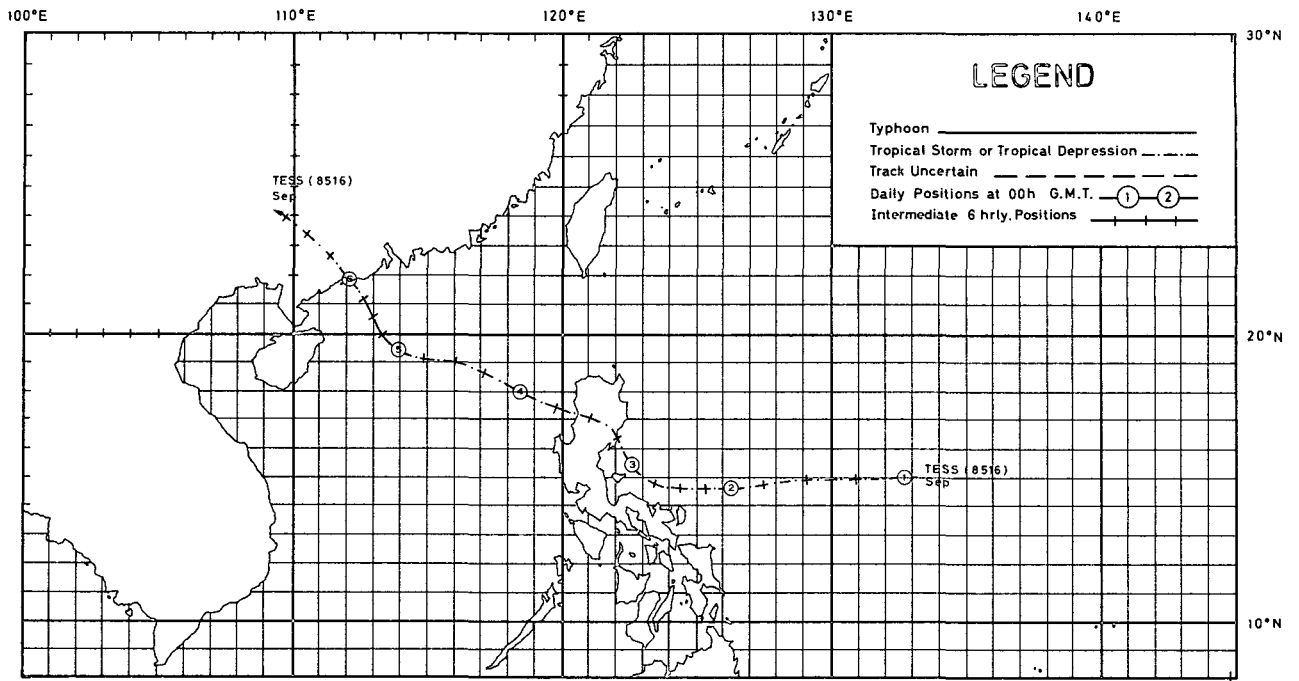 100°E 110°E 120°E 130°E 140°E
30°N
LEGEND
Typhoon
Tropical Storm or Tropical Depression
Track Uncertain
Daily Positions at 00h G.M.T. 1 2
Intermediate 6 hrly. Positions
TESS (8516)
Sep
6
20°N
5
4
3
2
1
TESS (8516)
Sep
10°N